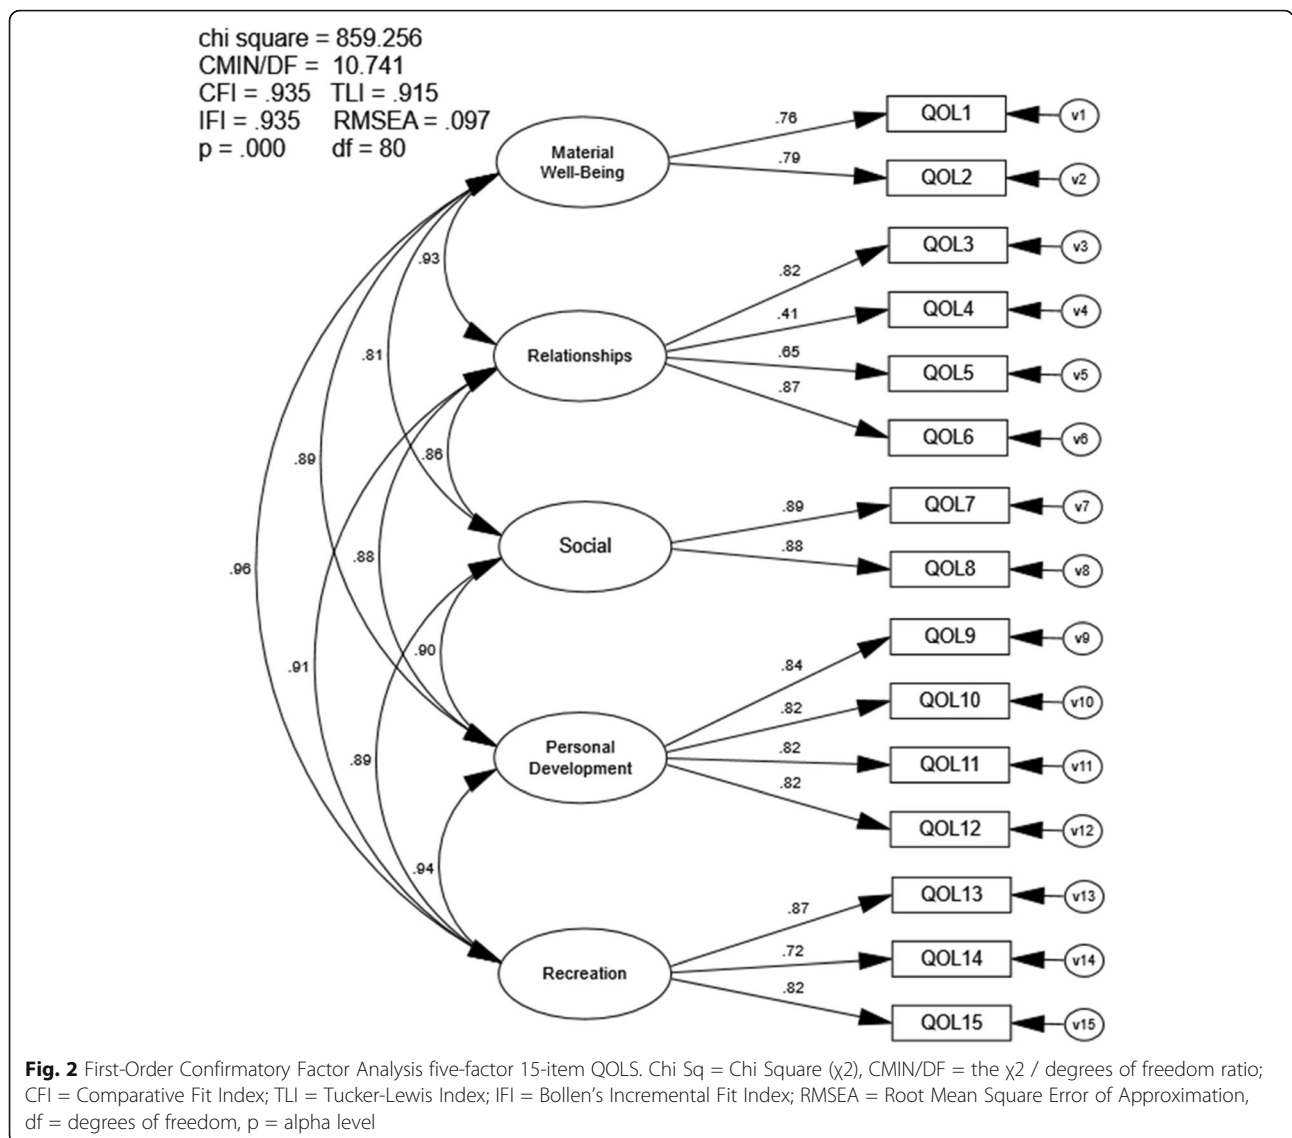 chi square = 859.256
CMIN/DF = 10.741
CFI = .935 TLI = .915
IFI = .935 RMSEA = .097
p = .000 df = 80
Material
Well-Being
.76
QOL1
v1
.79
QOL2
v2
.93
.82
QOL3
v3
.41
QOL4
v4
Relationships
.65
QOL5
v5
.87
QOL6
v6
.81
.86
.89
.89
QOL7
v7
Social
.88
QOL8
v8
.88
.96
.90
.91
.84
QOL9
v9
.82
QOL10
v10
Personal
Development
.82
QOL11
v11
.82
QOL12
v12
.89
.94
.87
QOL13
v13
Recreation
.72
QOL14
v14
.82
QOL15
v15
Fig. 2 First-Order Confirmatory Factor Analysis five-factor 15-item QOLS. Chi Sq = Chi Square (χ2), CMIN/DF = the χ2 / degrees of freedom ratio;
CFI = Comparative Fit Index; TLI = Tucker-Lewis Index; IFI = Bollen's Incremental Fit Index; RMSEA = Root Mean Square Error of Approximation,
df = degrees of freedom, p = alpha level